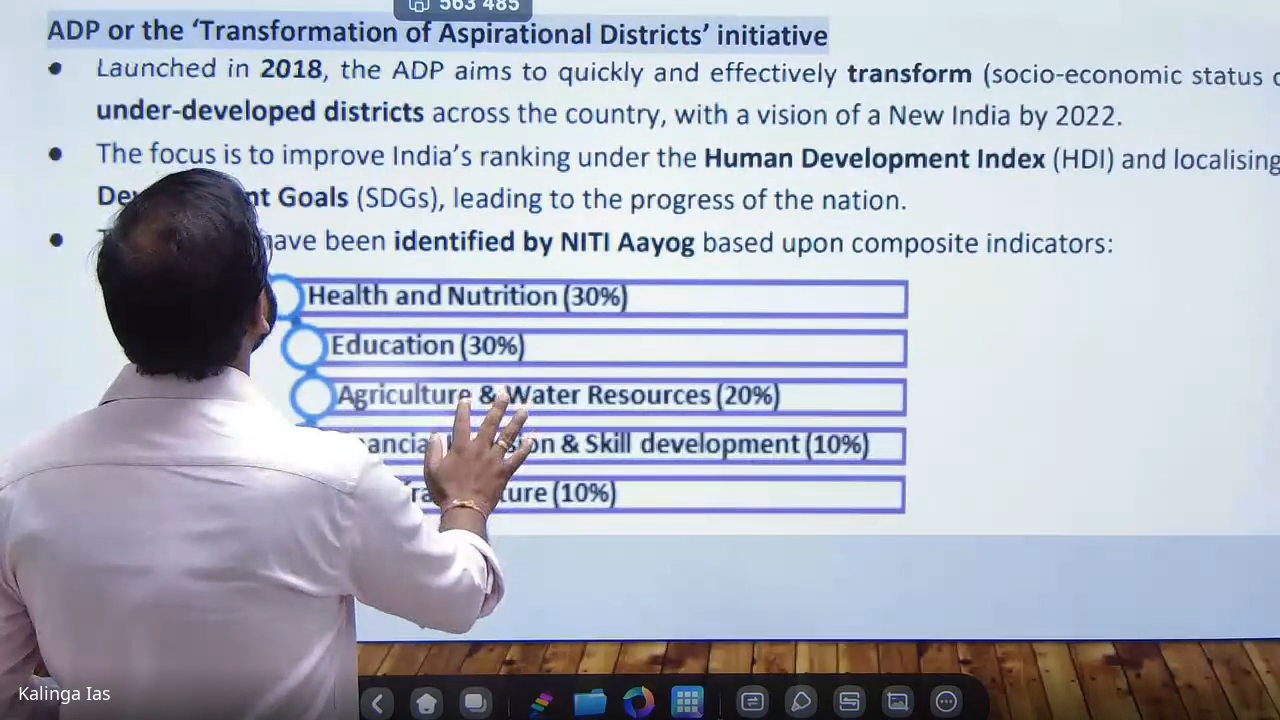 563 485
ADP or the ‘Transformation of Aspirational Districts’ initiative
• Launched in 2018, the ADP aims to quickly and effectively transform (socio-economic status
under-developed districts across the country, with a vision of a New India by 2022.
• The focus is to improve India’s ranking under the Human Development Index (HDI) and localising
Goals (SDGs), leading to the progress of the nation.
• have been identified by NITI Aayog based upon composite indicators:
Health and Nutrition (30%)
Education (30%)
Agriculture & Water Resources (20%)
& Skill development (10%)
(10%)
Kalinga Ias